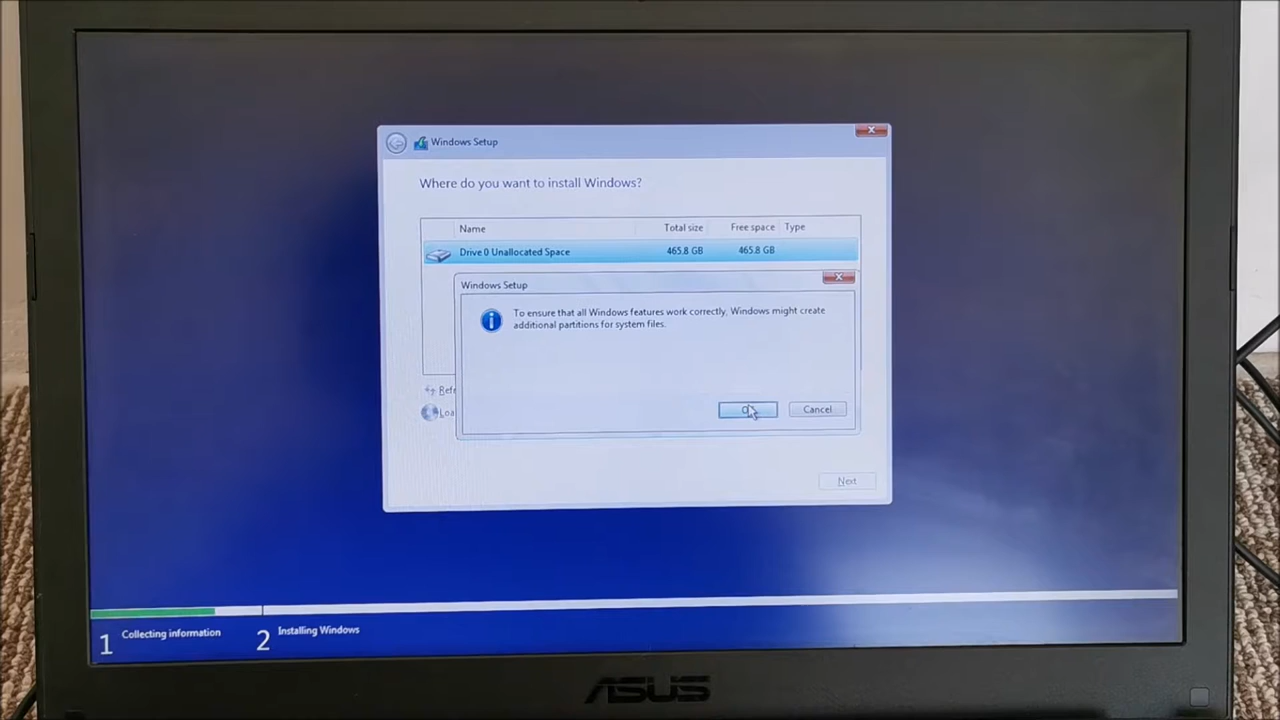 Windows Setup
Where do you want to install Windows?
Name Total size Free space Type
Drive 0 Unallocated Space 465.8 GB 465.8 GB
Windows Setup
To ensure that all Windows features work correctly, Windows might create
additional partitions for system files.
Cancel
Next
1 Collecting information 2 Installing Windows
ASUS